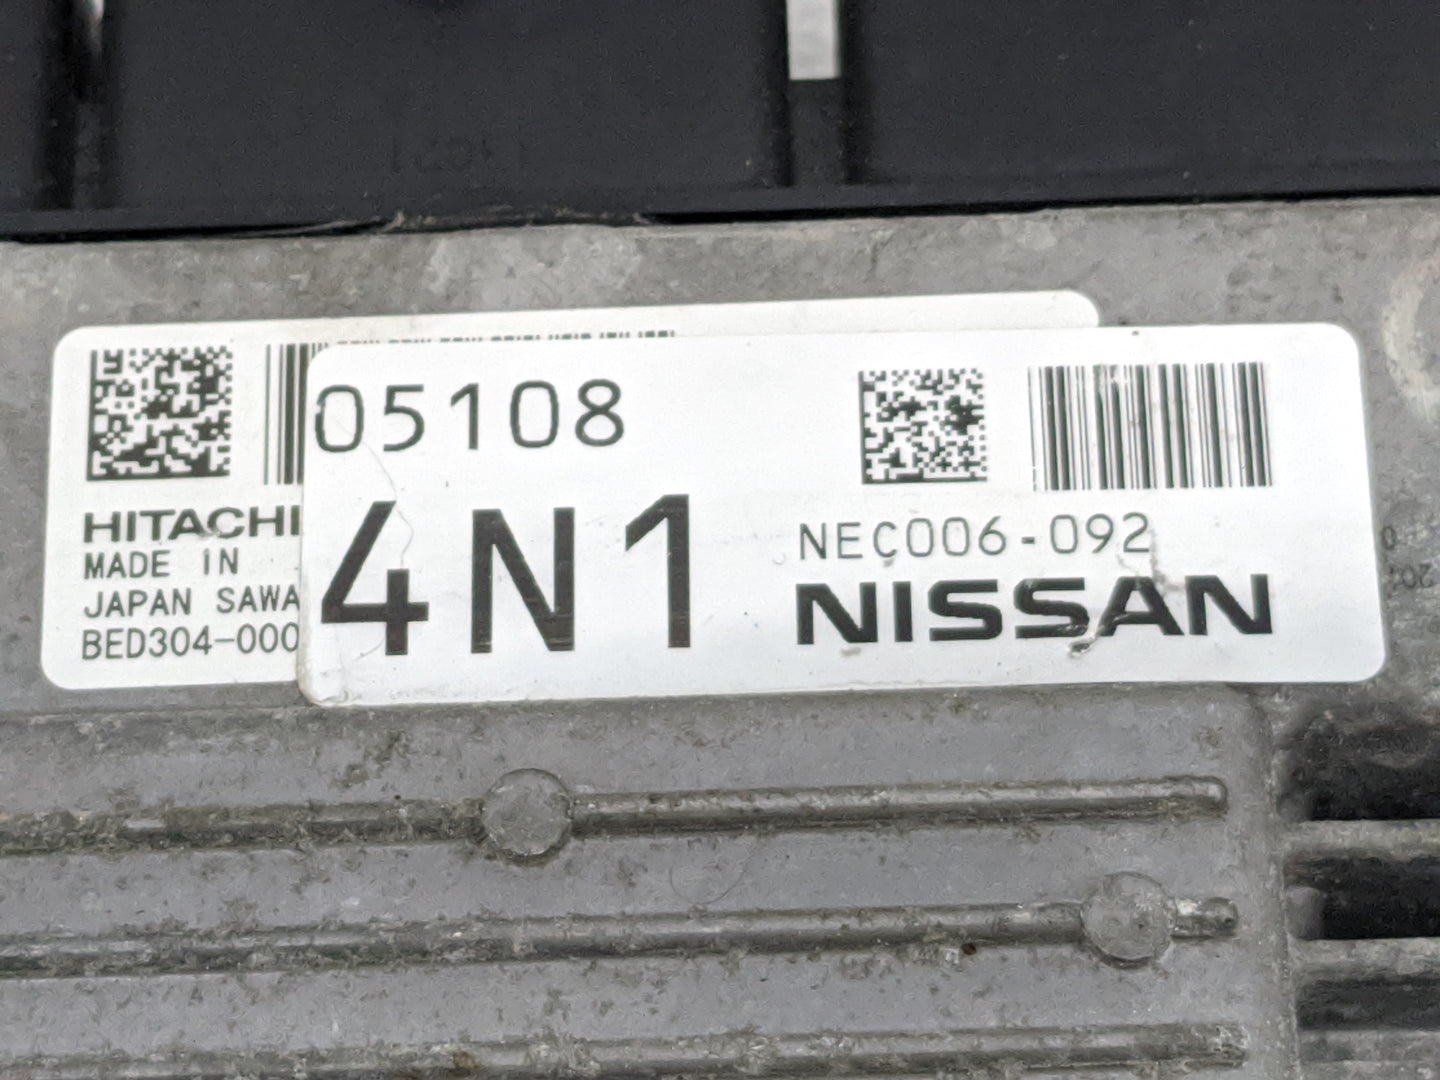 05108
4N1
NEC006-092
NISSAN
HITACHI
MADE IN
JAPAN SAWA
BED304-000